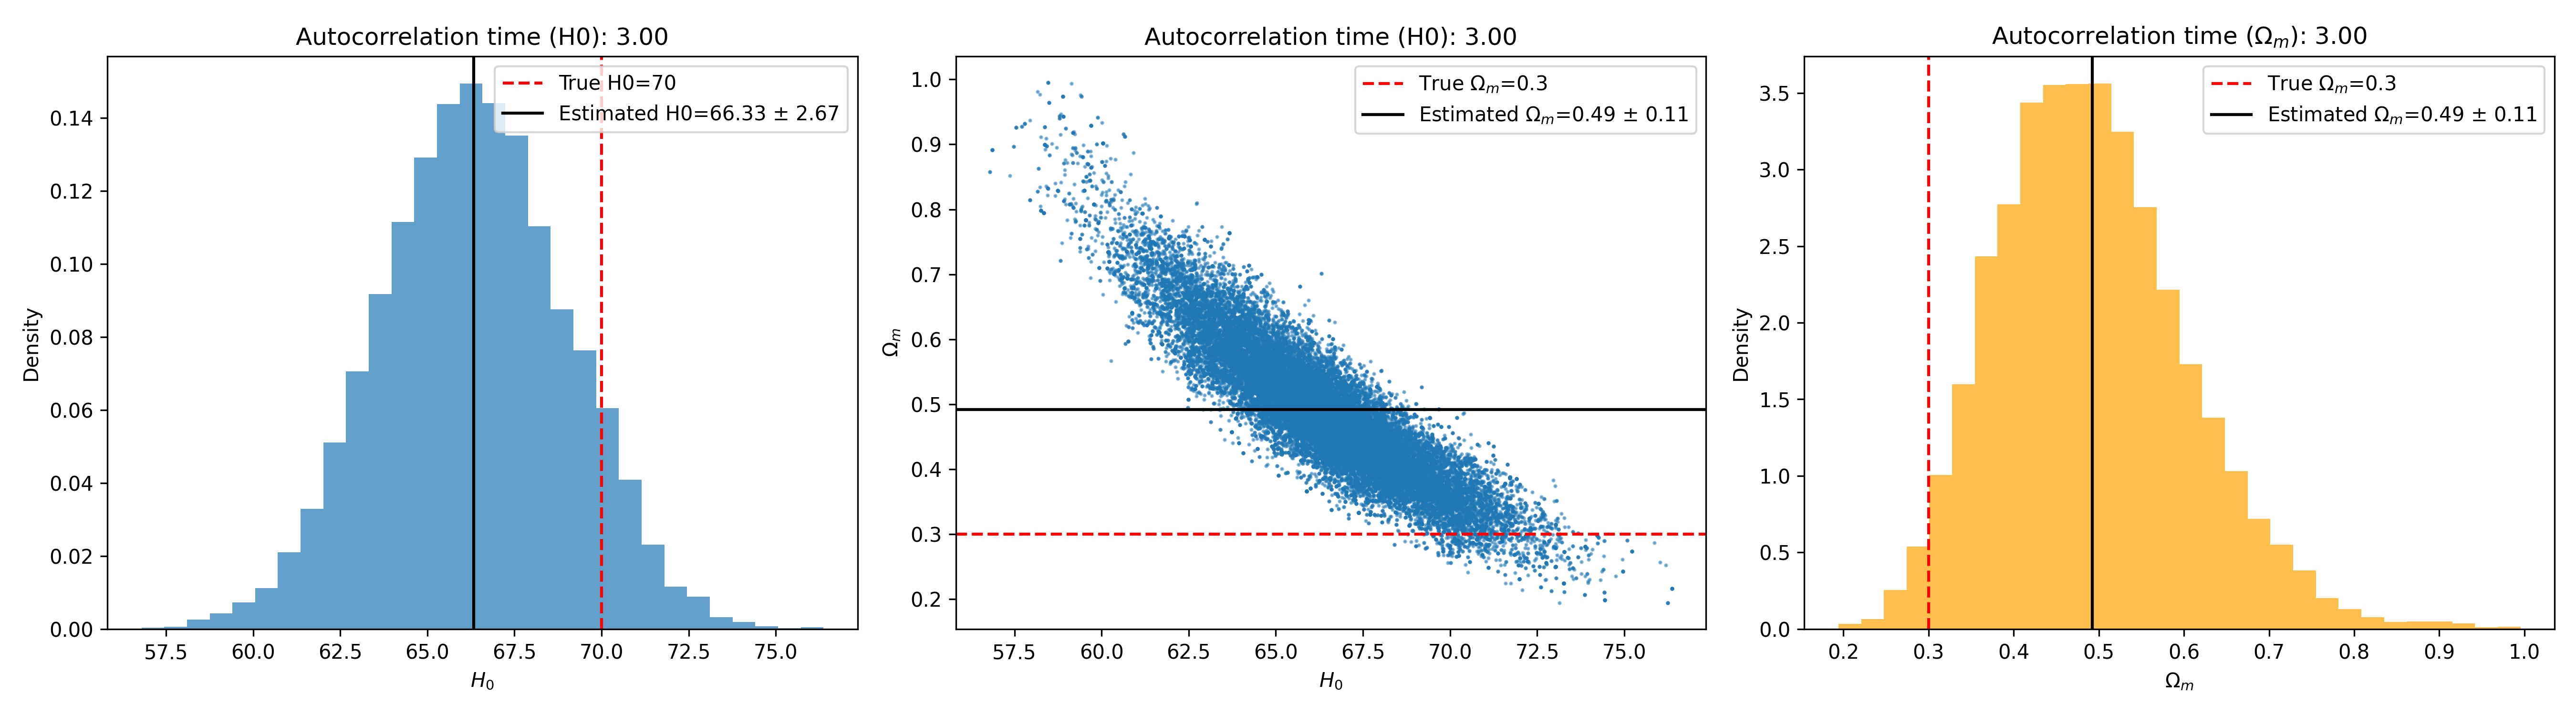 Autocorrelation time (H0): 3.00
True H0=70
Estimated H0=66.33 ± 2.67
Density
0.14
0.12
0.10
0.08
0.06
0.04
0.02
0.00
57.5 60.0 62.5 65.0 67.5 70.0 72.5 75.0
H₀
Autocorrelation time (H0): 3.00
True Ωₘ=0.3
Estimated Ωₘ=0.49 ± 0.11
Ωₘ
1.0
0.9
0.8
0.7
0.6
0.5
0.4
0.3
0.2
57.5 60.0 62.5 65.0 67.5 70.0 72.5 75.0
H₀
Autocorrelation time (Ωₘ): 3.00
True Ωₘ=0.3
Estimated Ωₘ=0.49 ± 0.11
Density
3.5
3.0
2.5
2.0
1.5
1.0
0.5
0.0
0.2 0.3 0.4 0.5 0.6 0.7 0.8 0.9 1.0
Ωₘ